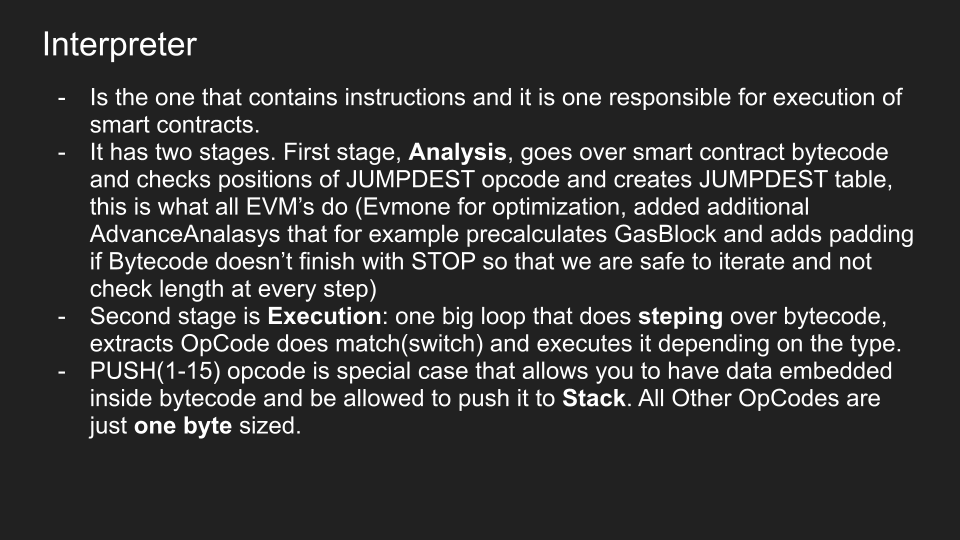 Interpreter
- Is the one that contains instructions and it is one responsible for execution of
smart contracts.
- It has two stages. First stage, Analysis, goes over smart contract bytecode
and checks positions of JUMPDEST opcode and creates JUMPDEST table,
this is what all EVM's do (Evmone for optimization, added additional
AdvanceAnalasys that for example precalculates GasBlock and adds padding
if Bytecode doesn't finish with STOP so that we are safe to iterate and not
check length at every step)
- Second stage is Execution: one big loop that does steping over bytecode,
extracts OpCode does match(switch) and executes it depending on the type.
- PUSH(1-15) opcode is special case that allows you to have data embedded
inside bytecode and be allowed to push it to Stack. All Other OpCodes are
just one byte sized.